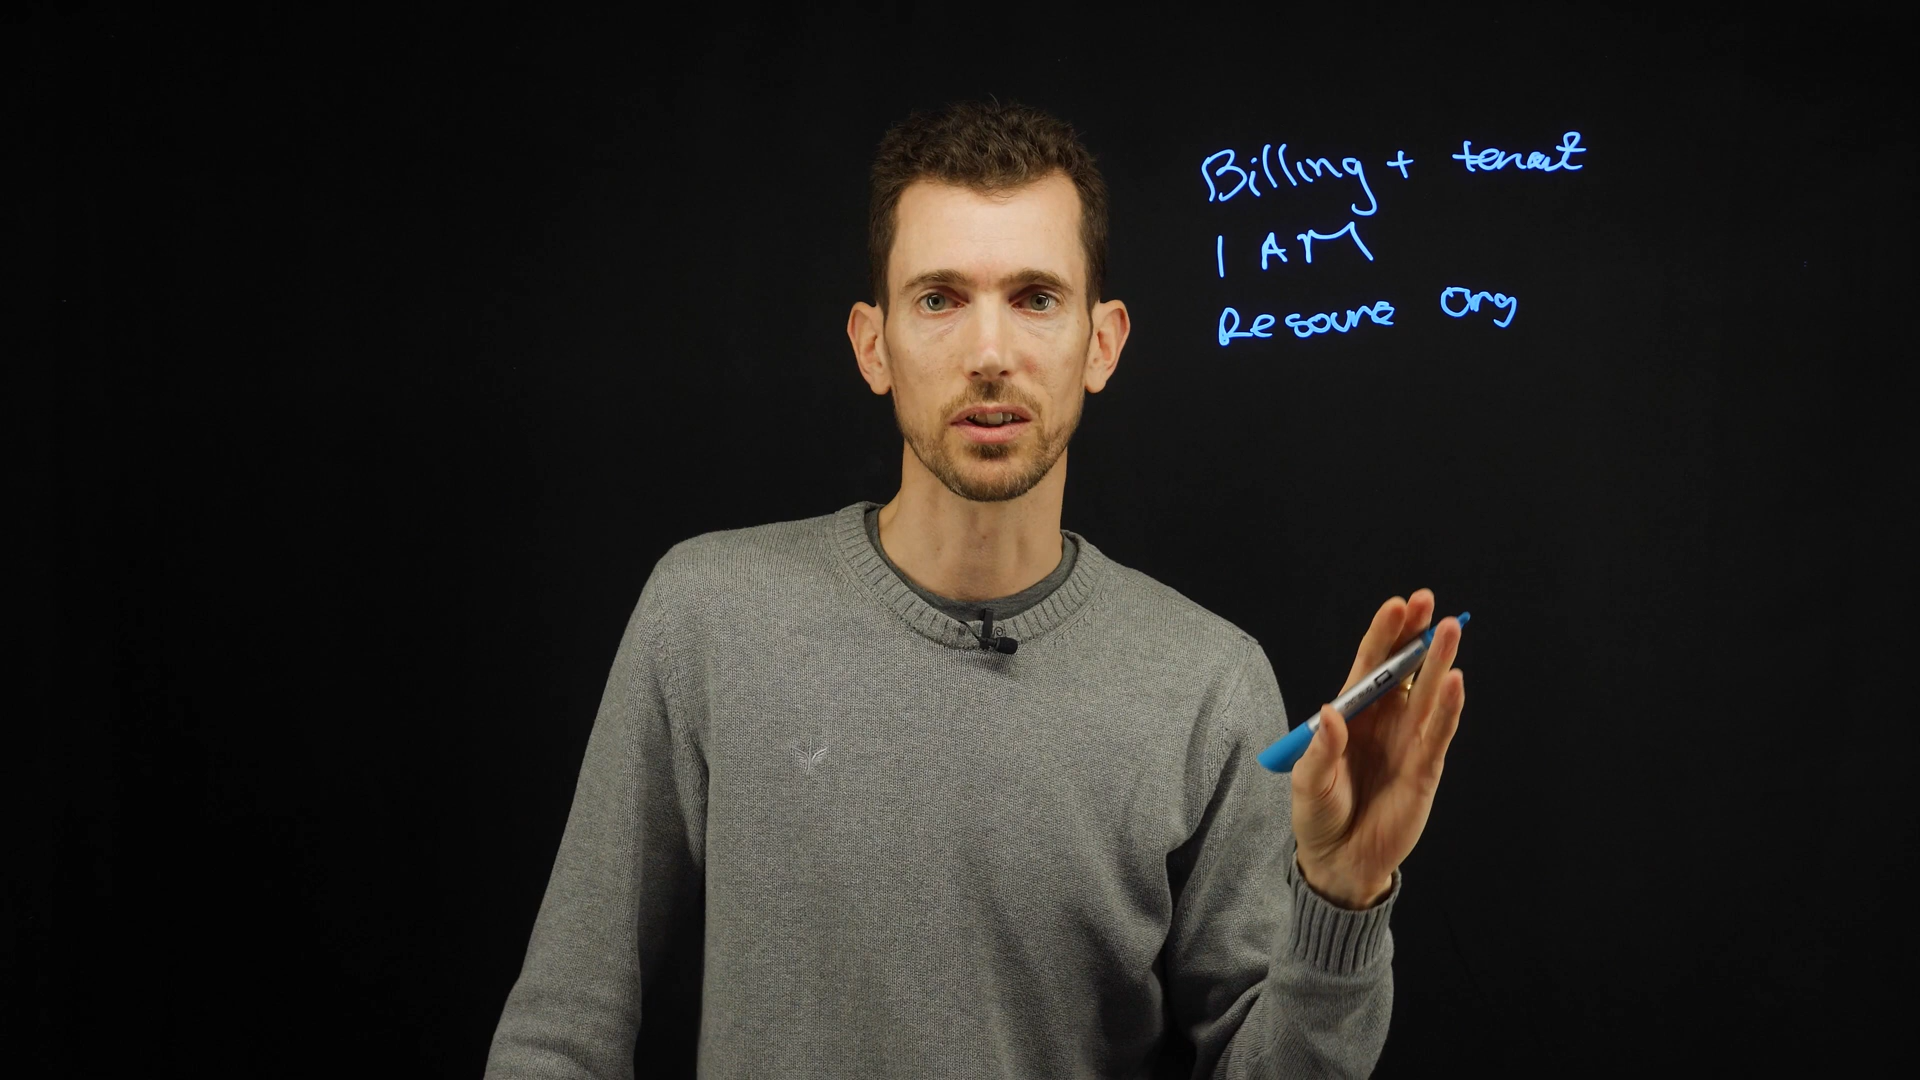 Billing + tenant
IAM
Resource Org